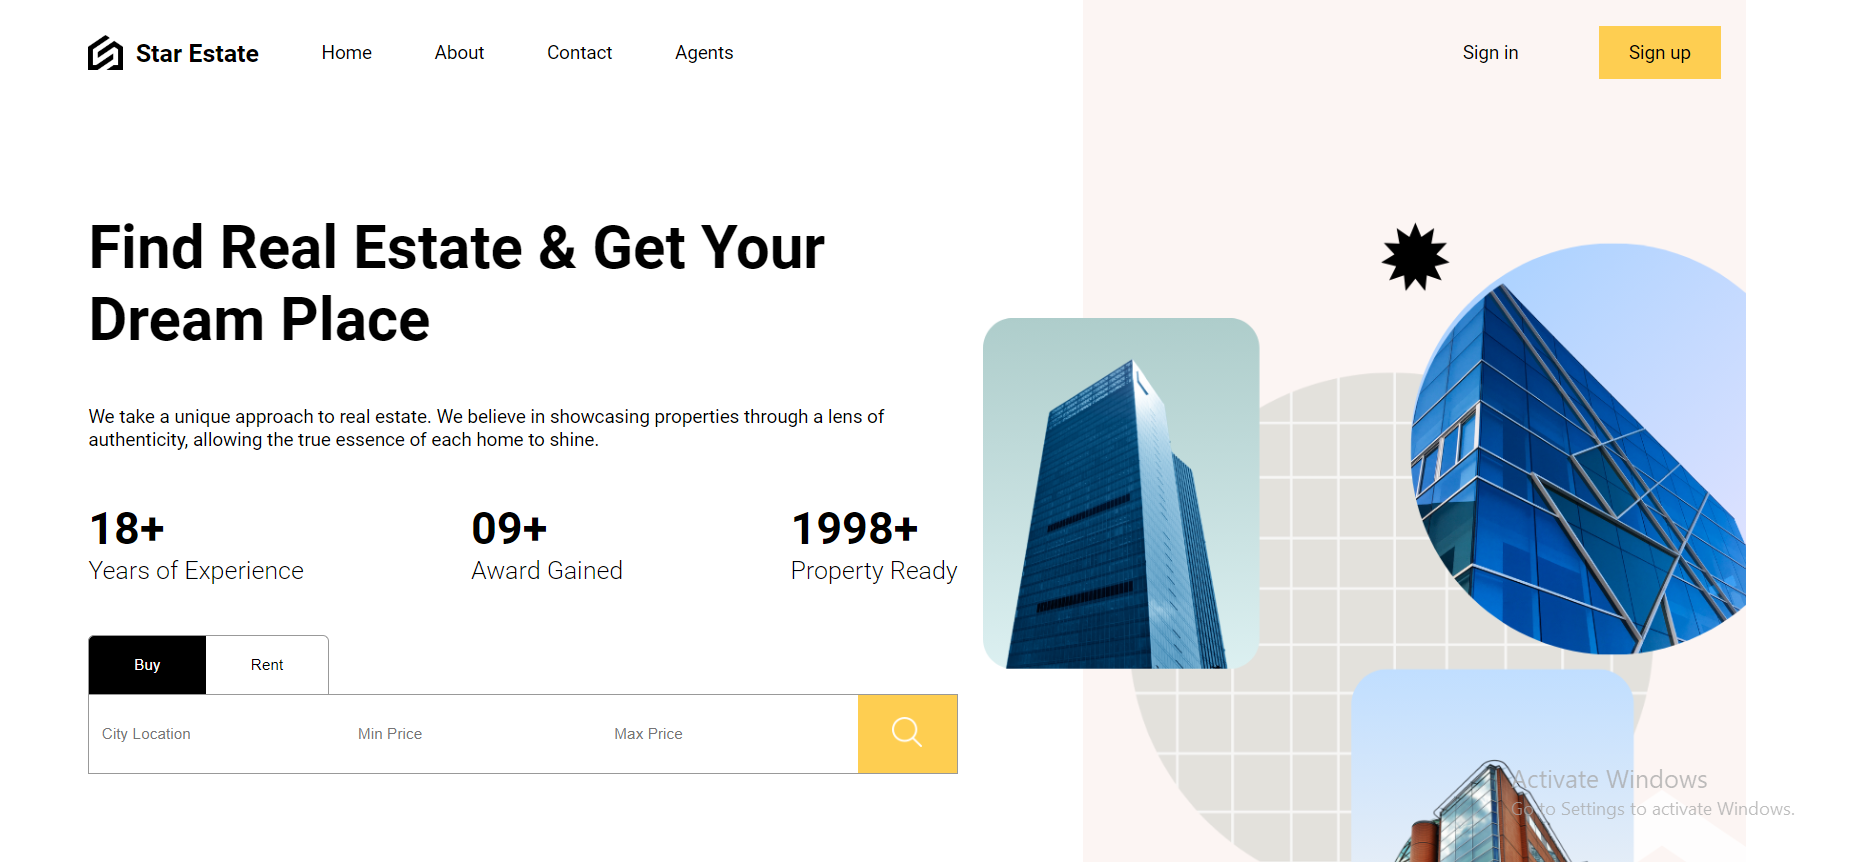 Star Estate
Home
About
Contact
Agents
Sign in
Sign up
Find Real Estate & Get Your
Dream Place
We take a unique approach to real estate. We believe in showcasing properties through a lens of
authenticity, allowing the true essence of each home to shine.
18+
Years of Experience
09+
Award Gained
1998+
Property Ready
Buy
Rent
City Location
Min Price
Max Price
Activate Windows
Go to Settings to activate Windows.